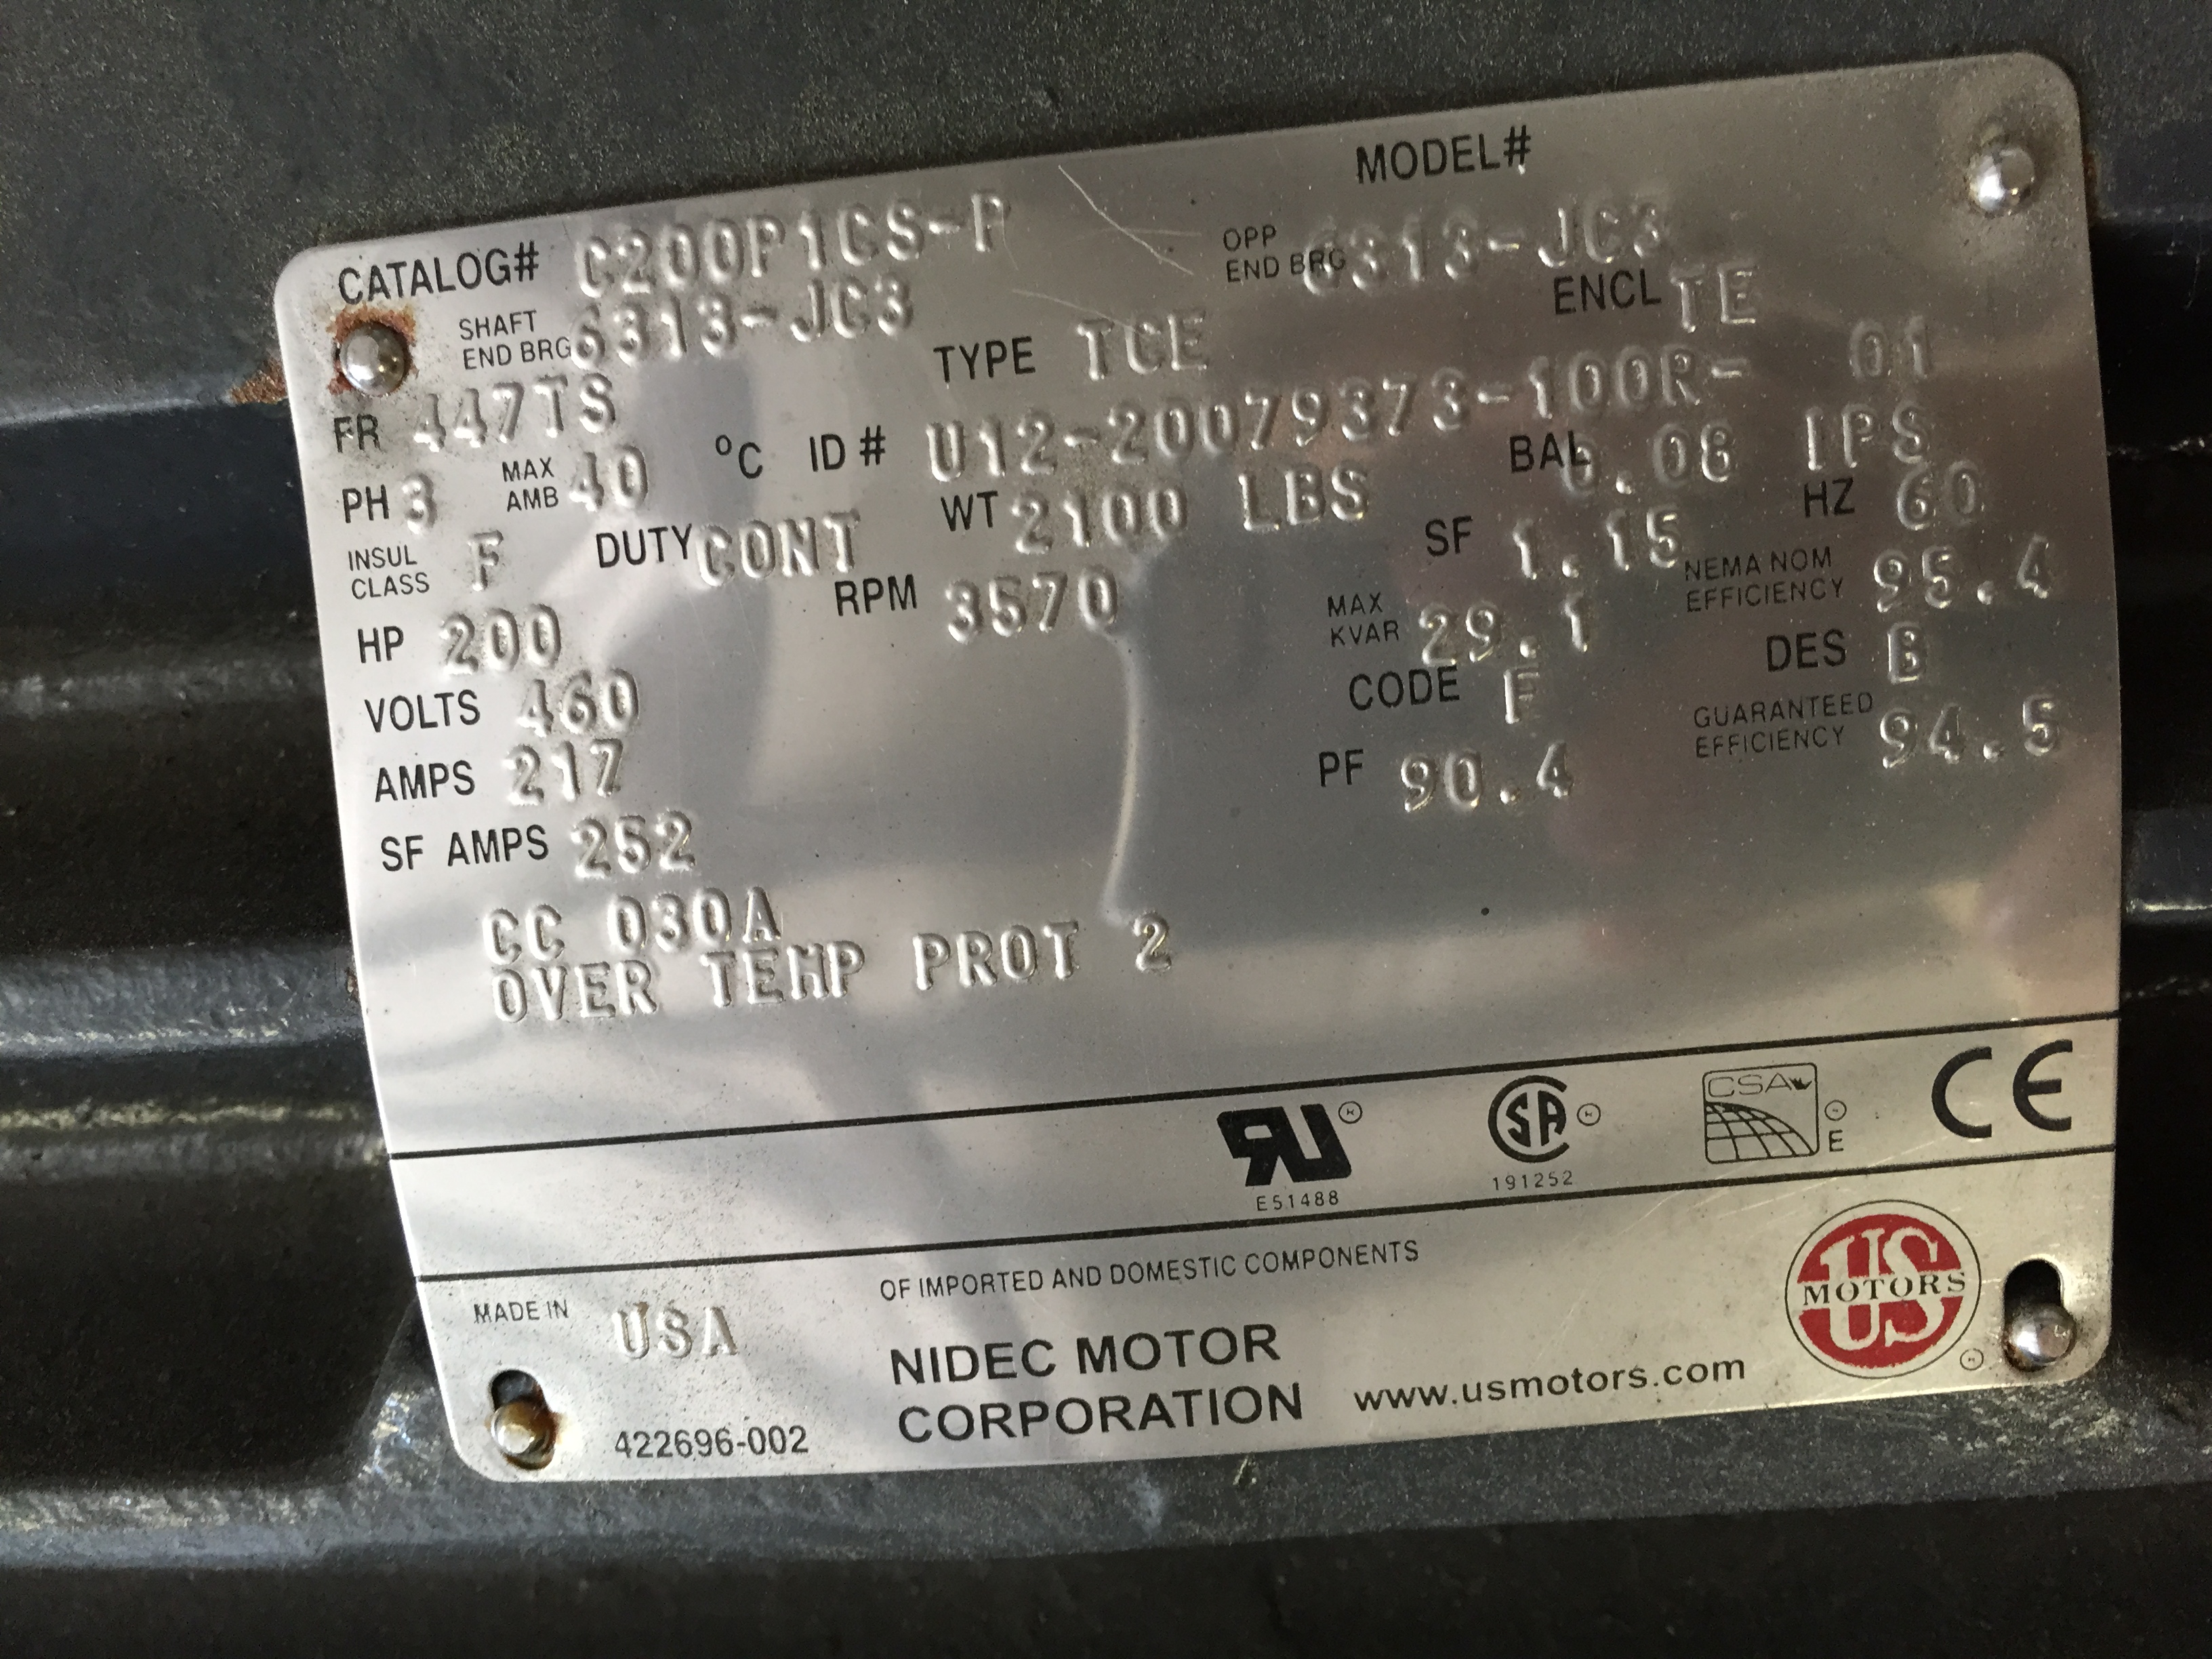 MODEL#
CATALOG# C200P1CS-P
OPP END BRG 6313-JC3
SHAFT END BRG 6313-JC3
TYPE TCE ENCL TE
FR 447TS
ID # U12-20079373-100R- 01
PH 3 MAX AMB 40 °C
WT 2100 LBS BAL 0.08 IPS
INSUL CLASS F DUTY CONT
SF 1.15 HZ 60
HP 200 RPM 3570
MAX KVAR 29.1 NEMA NOM EFFICIENCY 95.4
VOLTS 460
CODE F DES B
AMPS 217
PF 90.4 GUARANTEED EFFICIENCY 94.5
SF AMPS 252
CC 030A
OVER TEMP PROT 2
RU ® SA ® CSA ® E CE
E51488 191252
OF IMPORTED AND DOMESTIC COMPONENTS
MADE IN USA
US MOTORS ®
NIDEC MOTOR
CORPORATION www.usmotors.com
422696-002